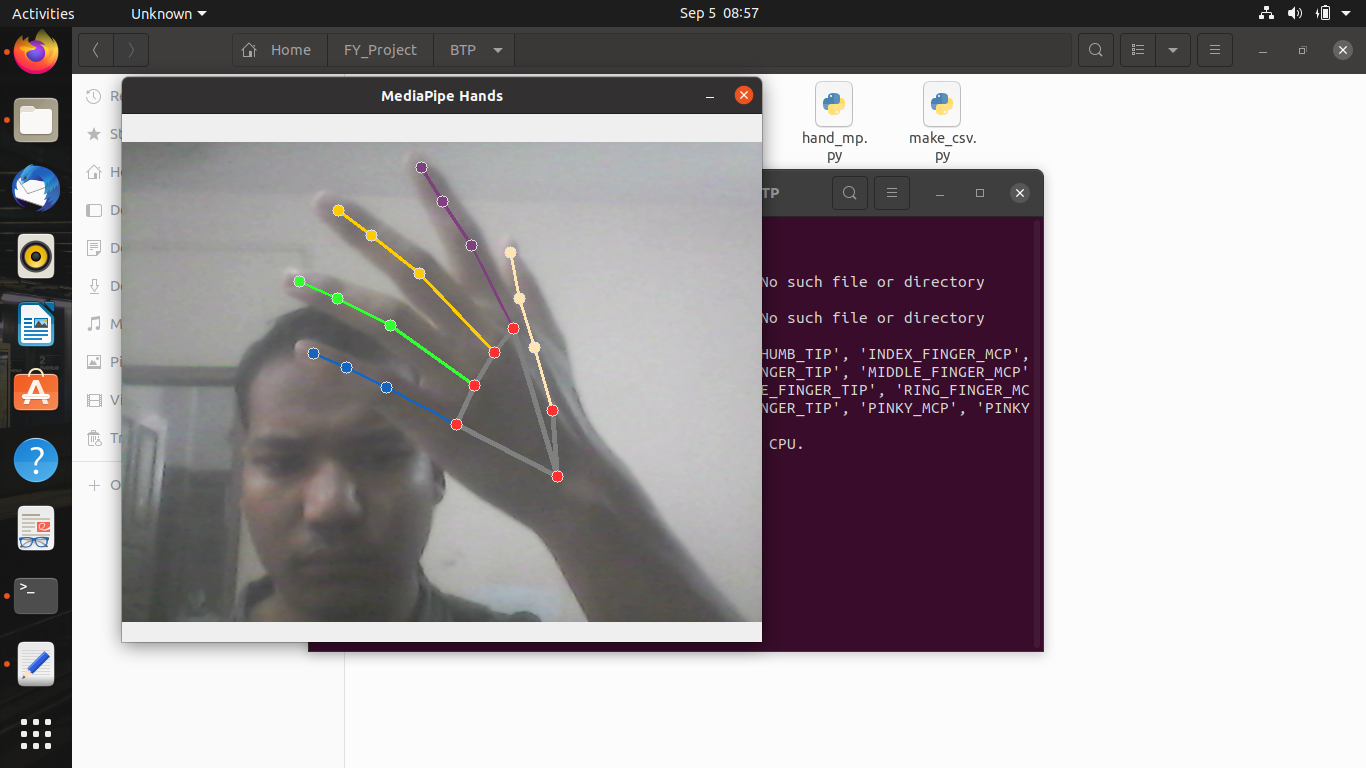 Activities
Unknown
Sep 5 08:57
Home
FY_Project
BTP
MediaPipe Hands
hand_mp.
py
make_csv.
py
TP
No such file or directory
No such file or directory
HUMB_TIP', 'INDEX_FINGER_MCP',
NGER_TIP', 'MIDDLE_FINGER_MCP'
E_FINGER_TIP', 'RING_FINGER_MC
NGER_TIP', 'PINKY_MCP', 'PINKY
CPU.
Re
St
Ho
De
Do
Do
M
Pi
Vi
Tr
O